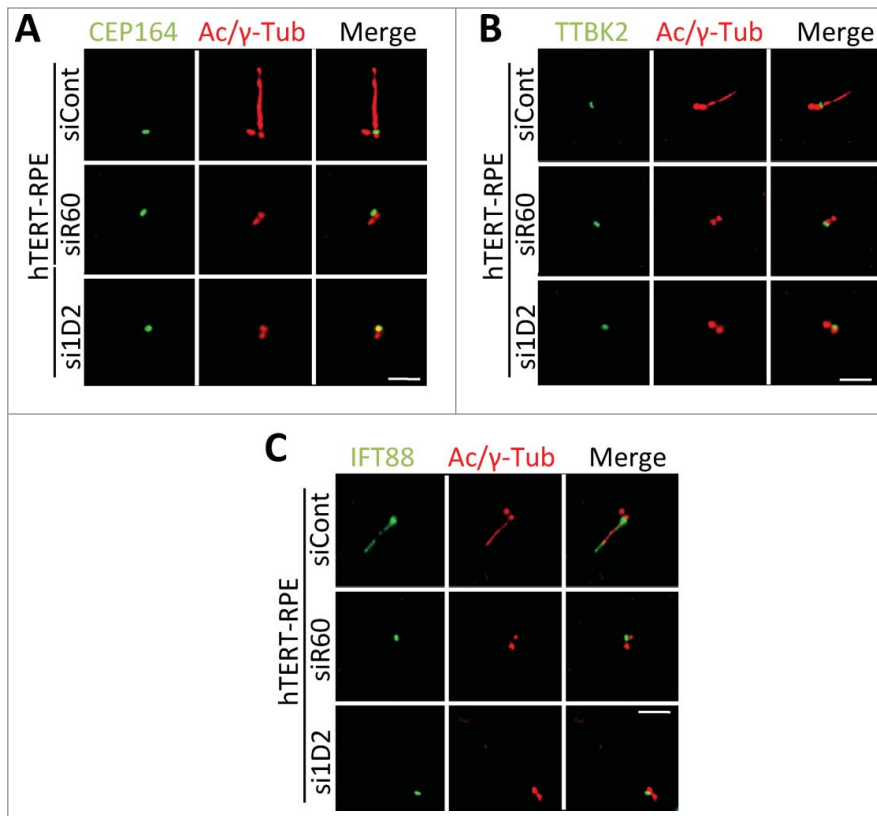 A
CEP164 Ac/γ-Tub Merge
hTERT-RPE
siCont
siR60
si1D2
B
TTBK2 Ac/γ-Tub Merge
hTERT-RPE
siCont
siR60
si1D2
C
IFT88 Ac/γ-Tub Merge
hTERT-RPE
siCont
siR60
si1D2